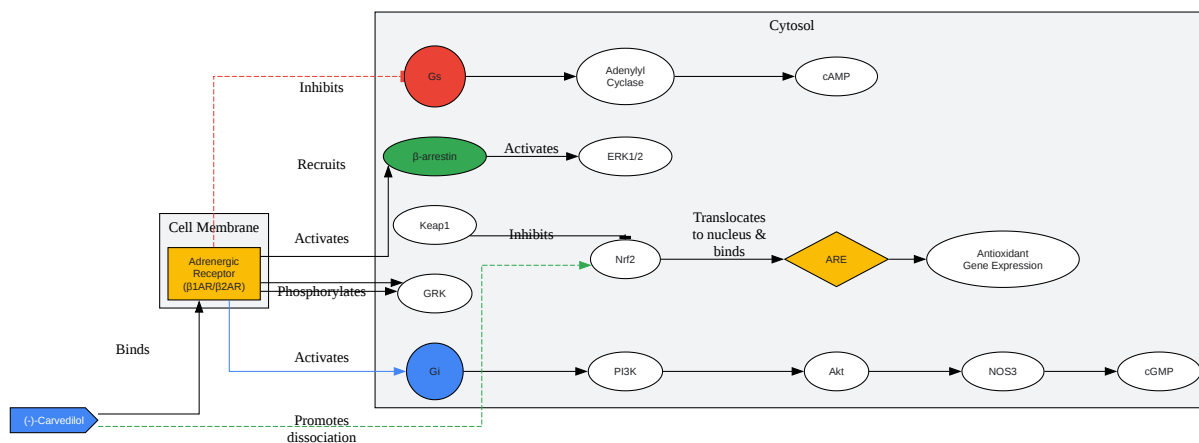 Cytosol
Gs
Adenylyl
Cyclase
cAMP
Inhibits
β-arrestin
Activates
ERK1/2
Recruits
Keap1
Inhibits
Translocates
to nucleus &
binds
Cell Membrane
Activates
Adrenergic
Receptor
(β1AR/β2AR)
Nrf2
ARE
Antioxidant
Gene Expression
Phosphorylates
GRK
Binds
Activates
Gi
PI3K
Akt
NOS3
cGMP
(-)-Carvedilol
Promotes
dissociation